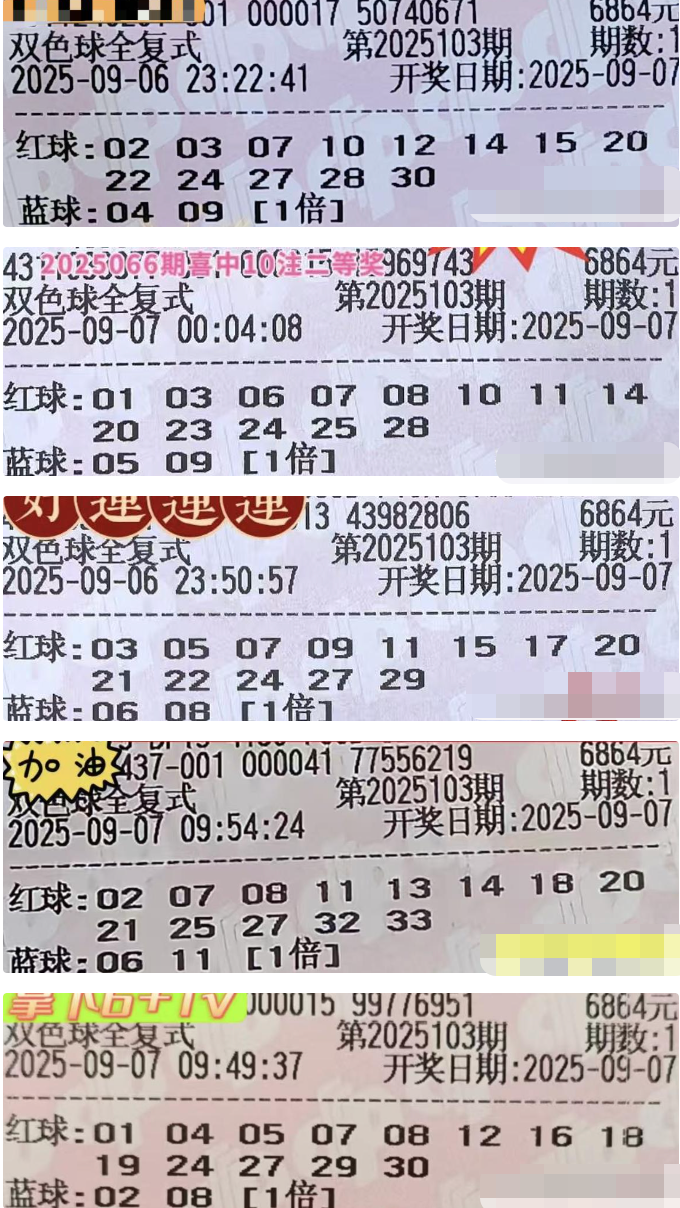 01 000017 50740671 6864元
双色球全复式 第2025103期 期数:1
2025-09-06 23:22:41 开奖日期:2025-09-07
红球:02 03 07 10 12 14 15 20
22 24 27 28 30
蓝球:04 09 [1倍]
2025066期喜中10注二等奖
43 969743 6864元
双色球全复式 第2025103期 期数:1
2025-09-07 00:04:08 开奖日期:2025-09-07
红球:01 03 06 07 08 10 11 14
20 23 24 25 28
蓝球:05 09 [1倍]
好運連連
13 43982806 6864元
双色球全复式 第2025103期 期数:1
2025-09-06 23:50:57 开奖日期:2025-09-07
红球:03 05 07 09 11 15 17 20
21 22 24 27 29
蓝球:06 08 [1倍]
加油
437-001 000041 77556219 6864元
双色球全复式 第2025103期 期数:1
2025-09-07 09:54:24 开奖日期:2025-09-07
红球:02 07 08 11 13 14 18 20
21 25 27 32 33
蓝球:06 11 [1倍]
000015 99776951 6864元
双色球全复式 第2025103期 期数:1
2025-09-07 09:49:37 开奖日期:2025-09-07
红球:01 04 05 07 08 12 16 18
19 24 27 29 30
蓝球:02 08 [1倍]